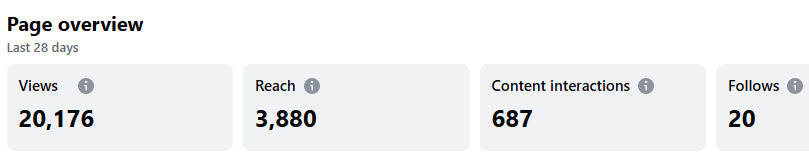 Page overview
Last 28 days
Views
20,176
Reach
3,880
Content interactions
687
Follows
20